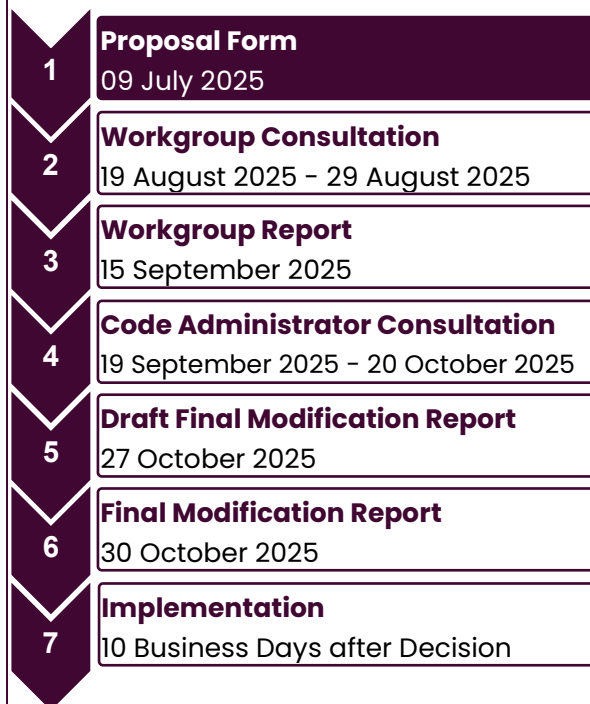 1
Proposal Form
09 July 2025
2
Workgroup Consultation
19 August 2025 - 29 August 2025
3
Workgroup Report
15 September 2025
4
Code Administrator Consultation
19 September 2025 - 20 October 2025
5
Draft Final Modification Report
27 October 2025
6
Final Modification Report
30 October 2025
7
Implementation
10 Business Days after Decision